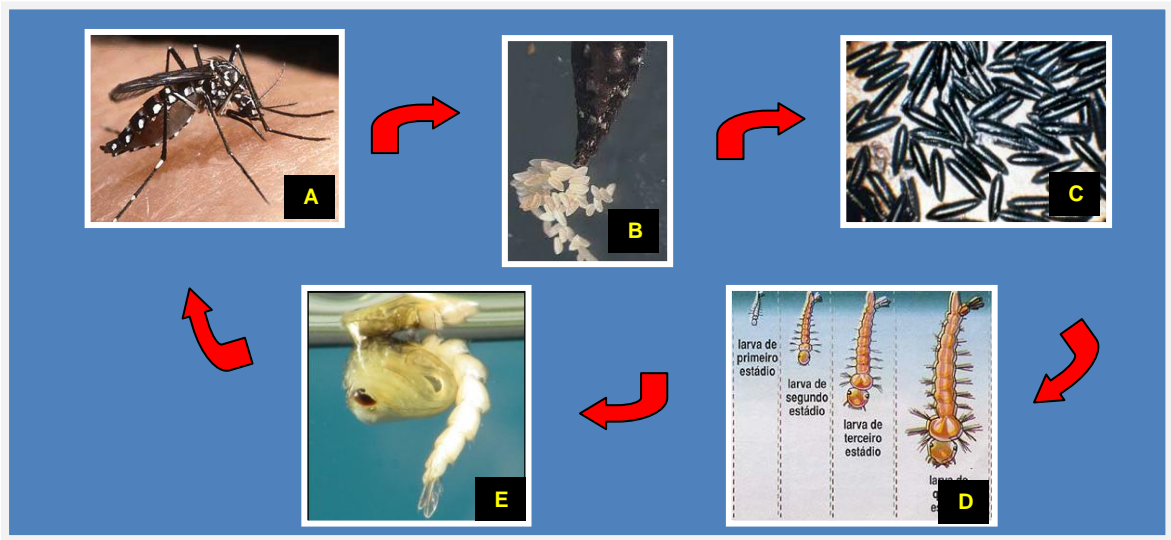 A
B
C
larva de
primeiro
estádio
larva de
segundo
estádio
larva de
terceiro
estádio
D
E